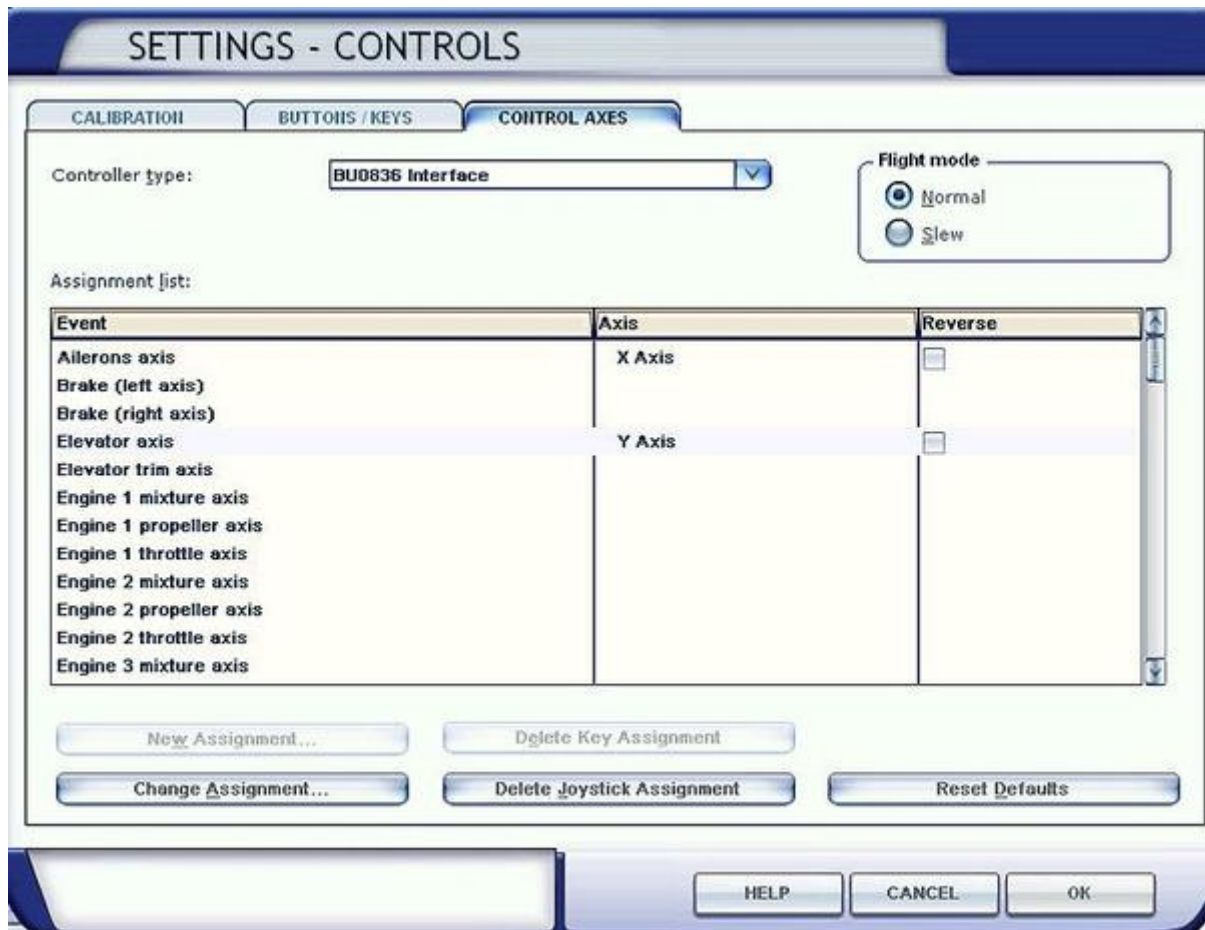 SETTINGS - CONTROLS
CALIBRATION BUTTONS / KEYS CONTROL AXES
Controller type: BU0836 Interface
Flight mode
Normal
Slew
Assignment list:
Event Axis Reverse
Ailerons axis X Axis
Brake (left axis)
Brake (right axis)
Elevator axis Y Axis
Elevator trim axis
Engine 1 mixture axis
Engine 1 propeller axis
Engine 1 throttle axis
Engine 2 mixture axis
Engine 2 propeller axis
Engine 2 throttle axis
Engine 3 mixture axis
New Assignment... Delete Key Assignment
Change Assignment... Delete Joystick Assignment Reset Defaults
HELP CANCEL OK